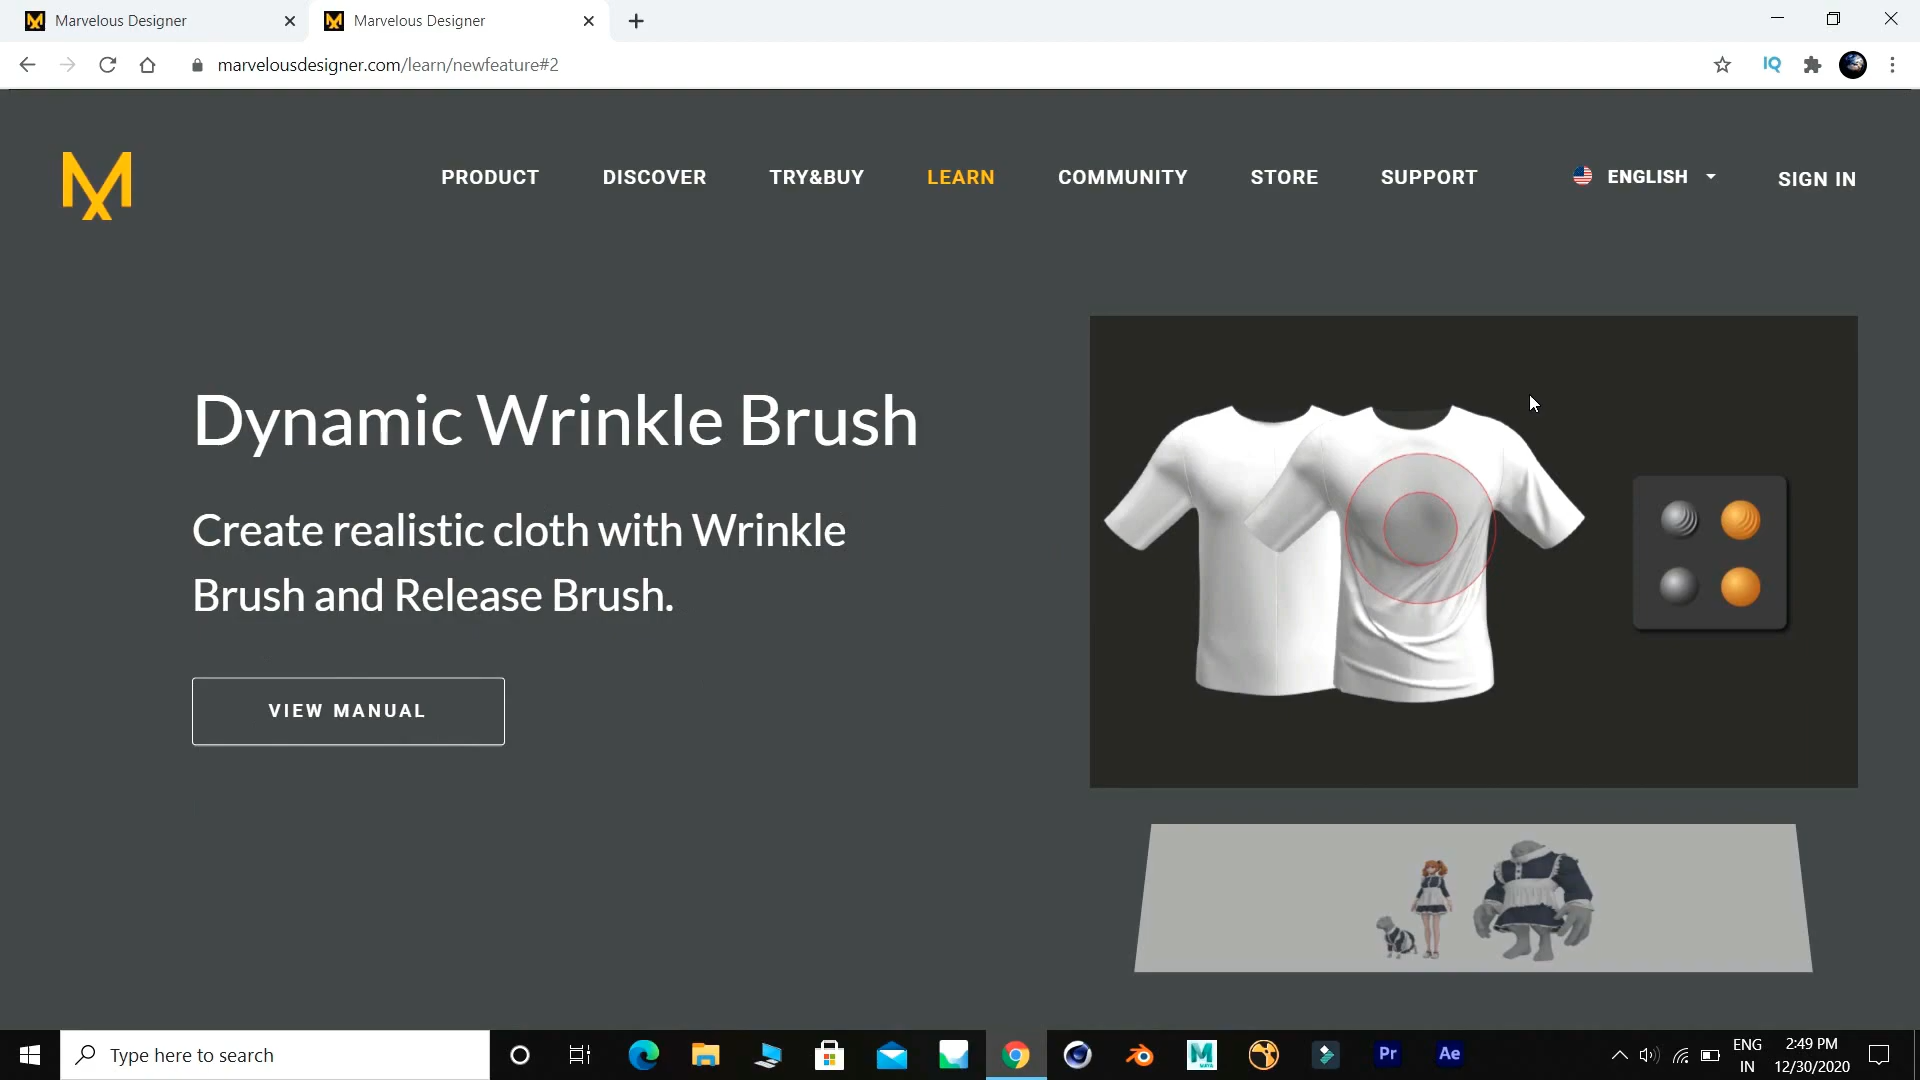 Marvelous Designer
Marvelous Designer
marvelousdesigner.com/learn/newfeature#2
IQ
PRODUCT
DISCOVER
TRY&BUY
LEARN
COMMUNITY
STORE
SUPPORT
ENGLISH
SIGN IN
Dynamic Wrinkle Brush
Create realistic cloth with Wrinkle
Brush and Release Brush.
VIEW MANUAL
Type here to search
M
Pr
Ae
ENG
IN
2:49 PM
12/30/2020